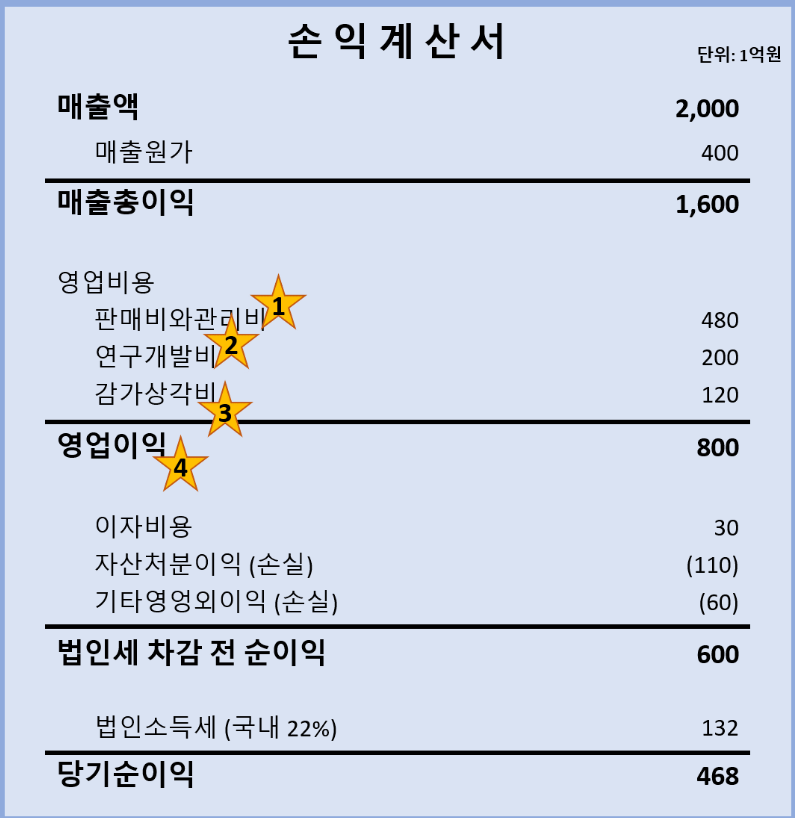 손 익 계 산 서
단위: 1억원
매출액 2,000
매출원가 400
매출총이익 1,600
영업비용
1
판매비와관리비 480
2
연구개발비 200
감가상각비 120
3
영업이익 800
4
이자비용 30
자산처분이익 (손실) (110)
기타영엉외이익 (손실) (60)
법인세 차감 전 순이익 600
법인소득세 (국내 22%) 132
당기순이익 468